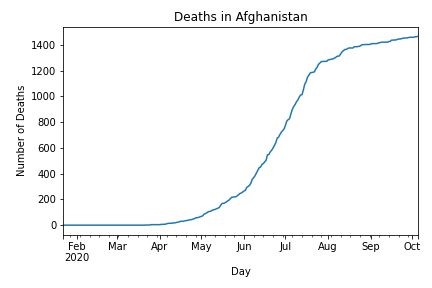 Deaths in Afghanistan
Number of Deaths
1400
1200
1000
800
600
400
200
0
Feb Mar Apr May Jun Jul Aug Sep Oct
2020
Day